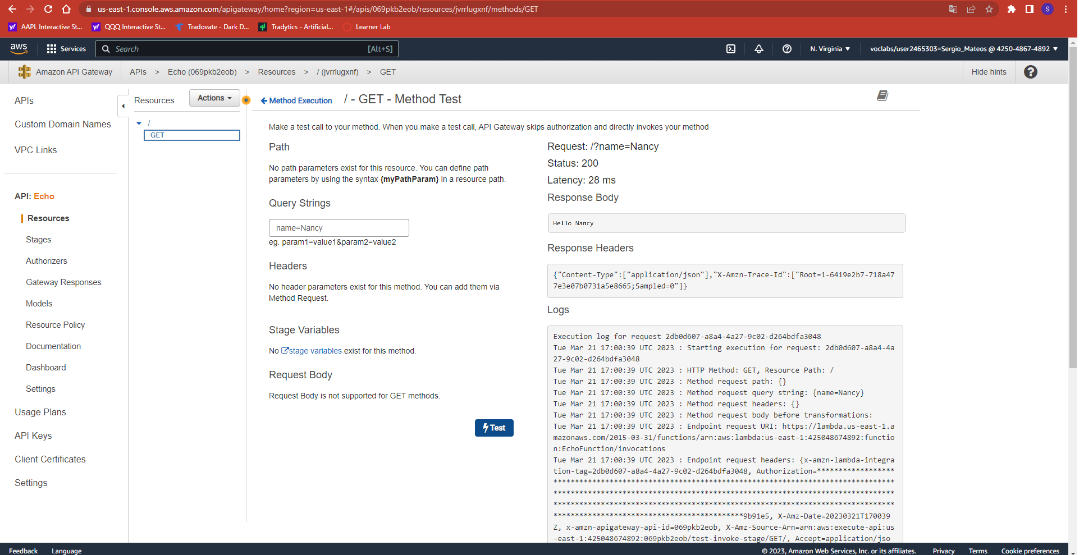 us-east-1.console.aws.amazon.com/apigateway/home?region=us-east-1#/apis/069pkb2eob/resources/jvrrlugxnf/methods/GET
S
AAPL Interactive St... QQQ Interactive St... Tradovate - Dark D... Tradytics - Artificial... Learner Lab
aws Services Search [Alt+S] N. Virginia voclabs/user2465303=Sergio_Mateos @ 4250-4867-4892
Amazon API Gateway APIs > Echo (069pkb2eob) > Resources > / (jvrrlugxnf) > GET Hide hints
APIs
Custom Domain Names
VPC Links
API: Echo
Resources
Stages
Authorizers
Gateway Responses
Models
Resource Policy
Documentation
Dashboard
Settings
Usage Plans
API Keys
Client Certificates
Settings
Resources Actions
/
GET
Method Execution / - GET - Method Test
Make a test call to your method. When you make a test call, API Gateway skips authorization and directly invokes your method
Path
No path parameters exist for this resource. You can define path
parameters by using the syntax {myPathParam} in a resource path.
Query Strings
name=Nancy
eg. param1=value1&param2=value2
Headers
No header parameters exist for this method. You can add them via
Method Request.
Stage Variables
No stage variables exist for this method.
Request Body
Request Body is not supported for GET methods.
Test
Request: /?name=Nancy
Status: 200
Latency: 28 ms
Response Body
Hello Nancy
Response Headers
{"Content-Type":["application/json"],"X-Amzn-Trace-Id":["Root=1-6419e2b7-718a47
7e3e07b0731a5e8665;Sampled=0"]}
Logs
Execution log for request 2db0d607-a8a4-4a27-9c02-d264bdfa3048
Tue Mar 21 17:00:39 UTC 2023 : Starting execution for request: 2db0d607-a8a4-4a
27-9c02-d264bdfa3048
Tue Mar 21 17:00:39 UTC 2023 : HTTP Method: GET, Resource Path: /
Tue Mar 21 17:00:39 UTC 2023 : Method request path: {}
Tue Mar 21 17:00:39 UTC 2023 : Method request query string: {name=Nancy}
Tue Mar 21 17:00:39 UTC 2023 : Method request headers: {}
Tue Mar 21 17:00:39 UTC 2023 : Method request body before transformations:
Tue Mar 21 17:00:39 UTC 2023 : Endpoint request URI: https://lambda.us-east-1.a
mazonaws.com/2015-03-31/functions/arn:aws:lambda:us-east-1:425048674892:functio
n:EchoFunction/invocations
Tue Mar 21 17:00:39 UTC 2023 : Endpoint request headers: {x-amzn-lambda-integra
tion-tag=2db0d607-a8a4-4a27-9c02-d264bdfa3048, Authorization=******************
*******************************************************************************
*******************************************************************************
*******************************************************************************
********************************************9b91e5, X-Amz-Date=20230321T170039
Z, x-amzn-apigateway-api-id=069pkb2eob, X-Amz-Source-Arn=arn:aws:execute-api:us
-east-1:425048674892:069pkb2eob/test-invoke-stage/GET/, Accept=application/jso
Feedback Language © 2023, Amazon Web Services, Inc. or its affiliates. Privacy Terms Cookie preferences